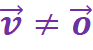 v⃗ ≠ o⃗